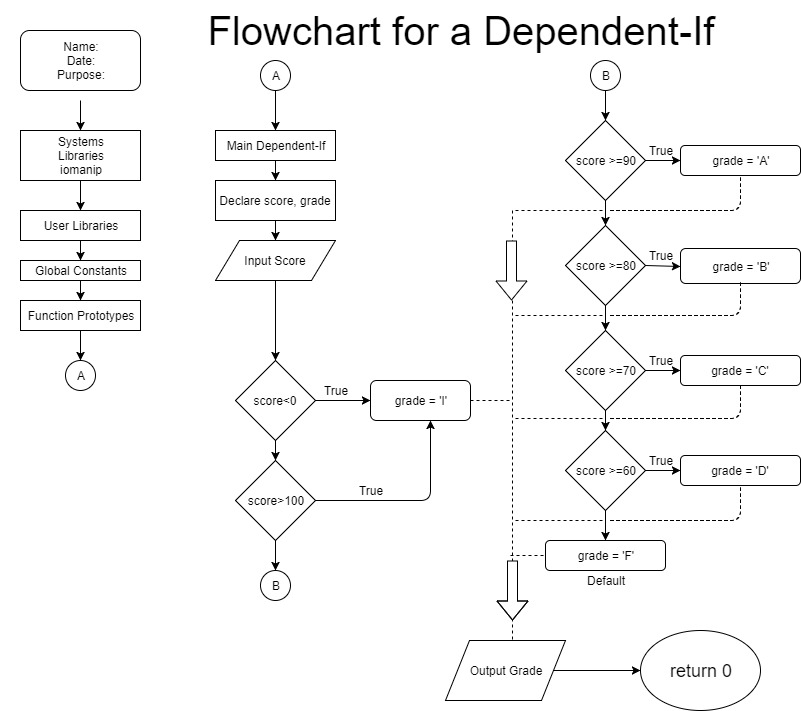 Flowchart for a Dependent-If
Name:
Date:
Purpose:
Systems
Libraries
iomanip
User Libraries
Global Constants
Function Prototypes
A
A
Main Dependent-If
Declare score, grade
Input Score
score<0
True
grade = 'I'
score>100
True
B
B
score >=90
True
grade = 'A'
score >=80
True
grade = 'B'
score >=70
True
grade = 'C'
score >=60
True
grade = 'D'
grade = 'F'
Default
Output Grade
return 0